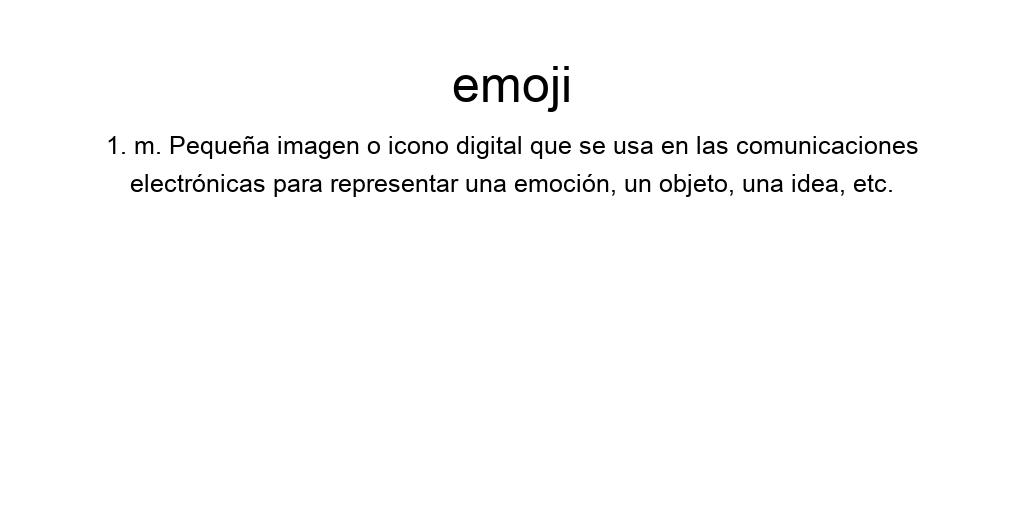 emoji
1. m. Pequeña imagen o icono digital que se usa en las comunicaciones
electrónicas para representar una emoción, un objeto, una idea, etc.